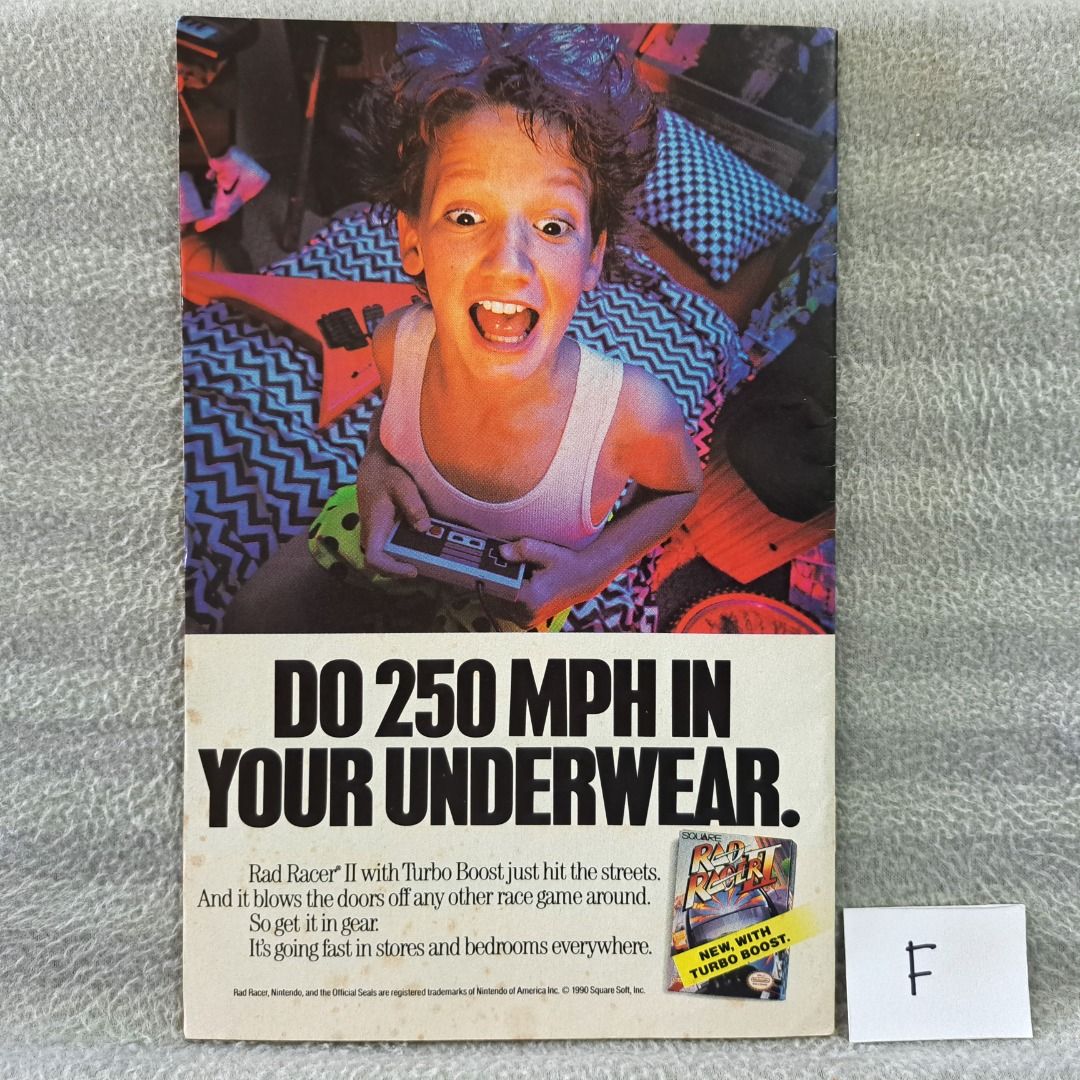 DO 250 MPH IN
YOUR UNDERWEAR.
Rad Racer® II with Turbo Boost just hit the streets.
And it blows the doors off any other race game around.
So get it in gear.
It's going fast in stores and bedrooms everywhere.
Rad Racer, Nintendo, and the Official Seals are registered trademarks of Nintendo of America Inc. © 1990 Square Soft, Inc.
SQUARE
RAD
RACER II
NEW, WITH
TURBO BOOST.
F